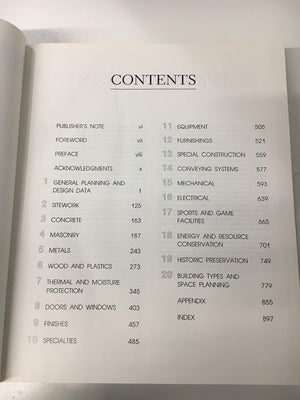 CONTENTS
PUBLISHER'S NOTE vi
FOREWORD vii
PREFACE viii
ACKNOWLEDGMENTS x
1 GENERAL PLANNING AND
DESIGN DATA 1
2 SITEWORK 125
3 CONCRETE 163
4 MASONRY 187
5 METALS 243
6 WOOD AND PLASTICS 273
7 THERMAL AND MOISTURE
PROTECTION 345
8 DOORS AND WINDOWS 403
9 FINISHES 457
10 SPECIALTIES 485
11 EQUIPMENT 505
12 FURNISHINGS 521
13 SPECIAL CONSTRUCTION 559
14 CONVEYING SYSTEMS 577
15 MECHANICAL 593
16 ELECTRICAL 639
17 SPORTS AND GAME
FACILITIES 665
18 ENERGY AND RESOURCE
CONSERVATION 701
19 HISTORIC PRESERVATION 749
20 BUILDING TYPES AND
SPACE PLANNING 779
APPENDIX 855
INDEX 897